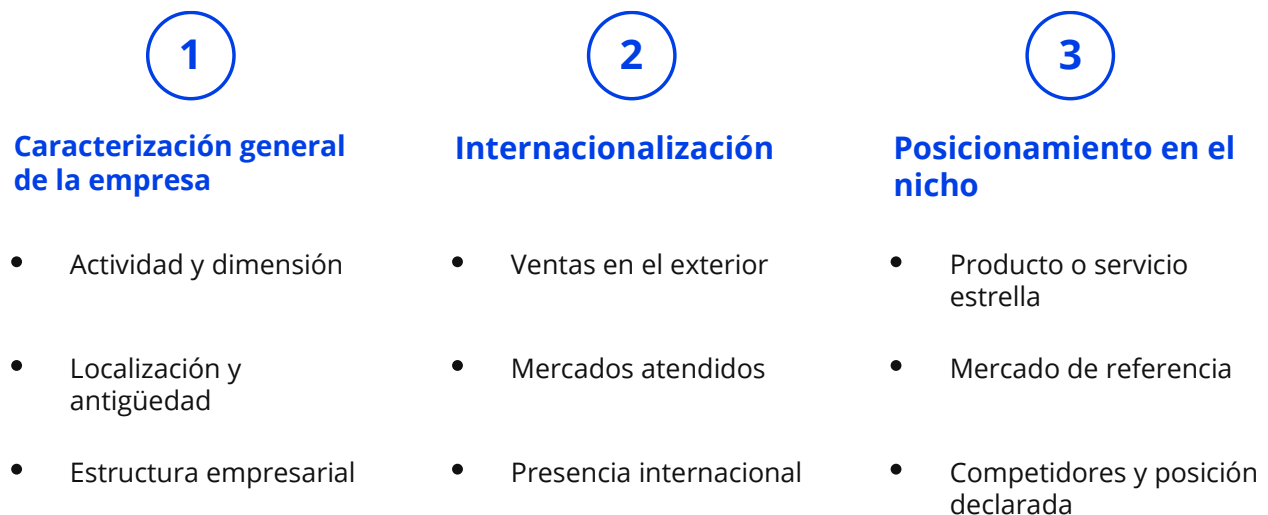 1
Caracterización general
de la empresa
• Actividad y dimensión
• Localización y
antigüedad
• Estructura empresarial
2
Internacionalización
• Ventas en el exterior
• Mercados atendidos
• Presencia internacional
3
Posicionamiento en el
nicho
• Producto o servicio
estrella
• Mercado de referencia
• Competidores y posición
declarada